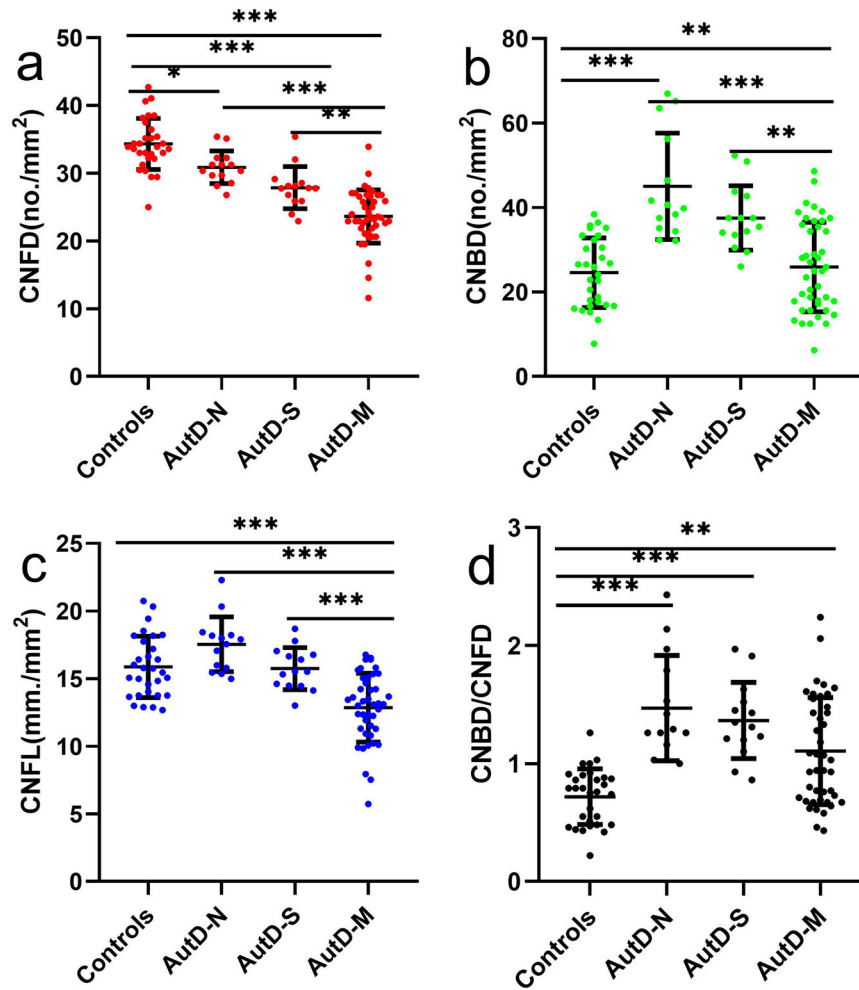 a
CNFD(no./mm²)
50
40
30
20
10
0
***
***
*
***
**
Controls
AutD-N
AutD-S
AutD-M
b
CNBD(no./mm²)
80
60
40
20
0
**
***
***
**
Controls
AutD-N
AutD-S
AutD-M
c
CNFL(mm./mm²)
25
20
15
10
5
0
***
***
***
Controls
AutD-N
AutD-S
AutD-M
d
CNBD/CNFD
3
2
1
0
**
***
***
Controls
AutD-N
AutD-S
AutD-M